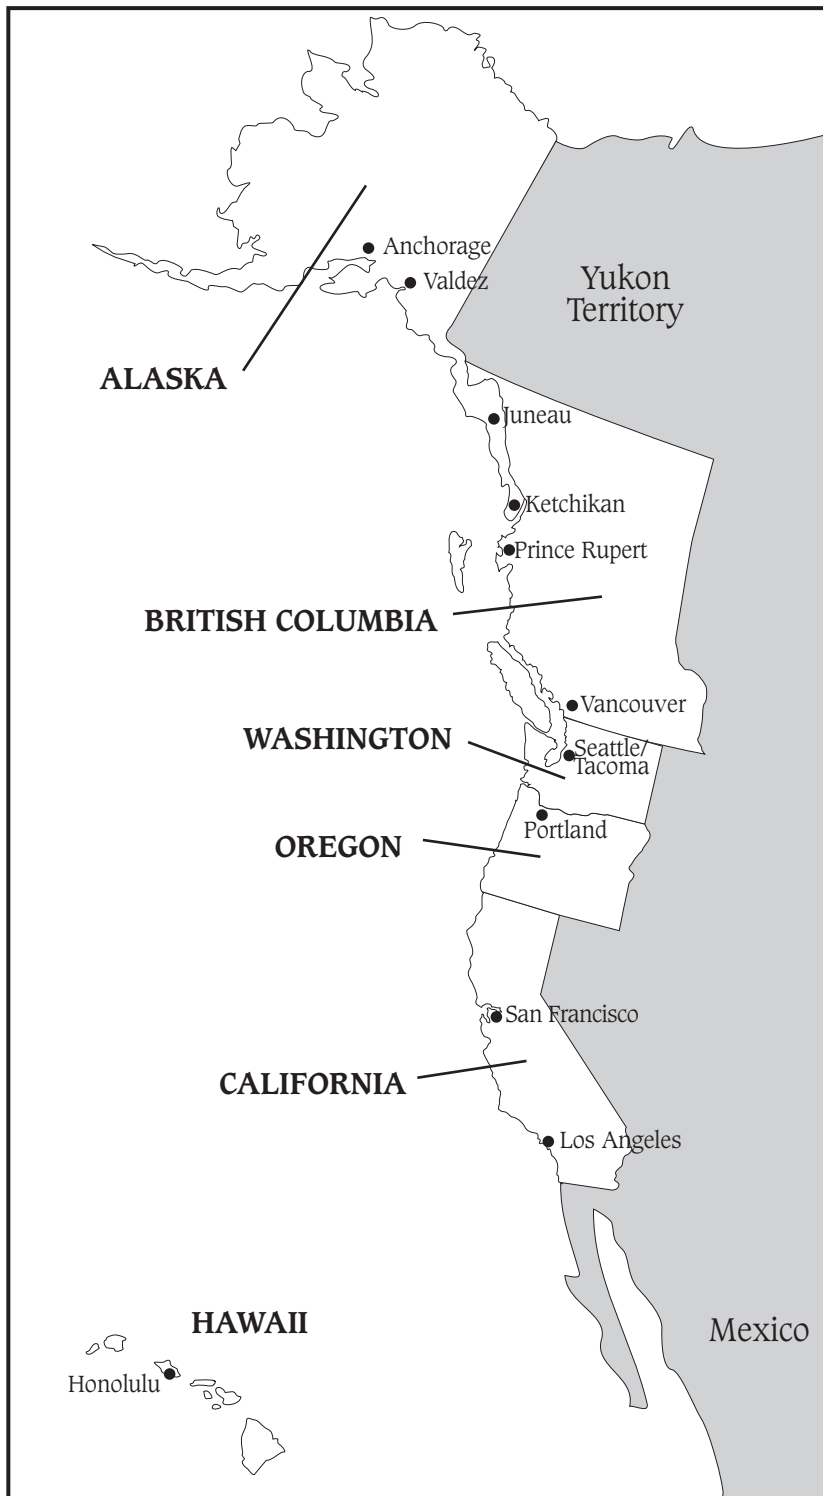 Anchorage
Yukon
Territory
Valdez
ALASKA
Juneau
Ketchikan
Prince Rupert
BRITISH COLUMBIA
Vancouver
WASHINGTON
Seattle/
Tacoma
Portland
OREGON
San Francisco
CALIFORNIA
Los Angeles
HAWAII
Mexico
Honolulu